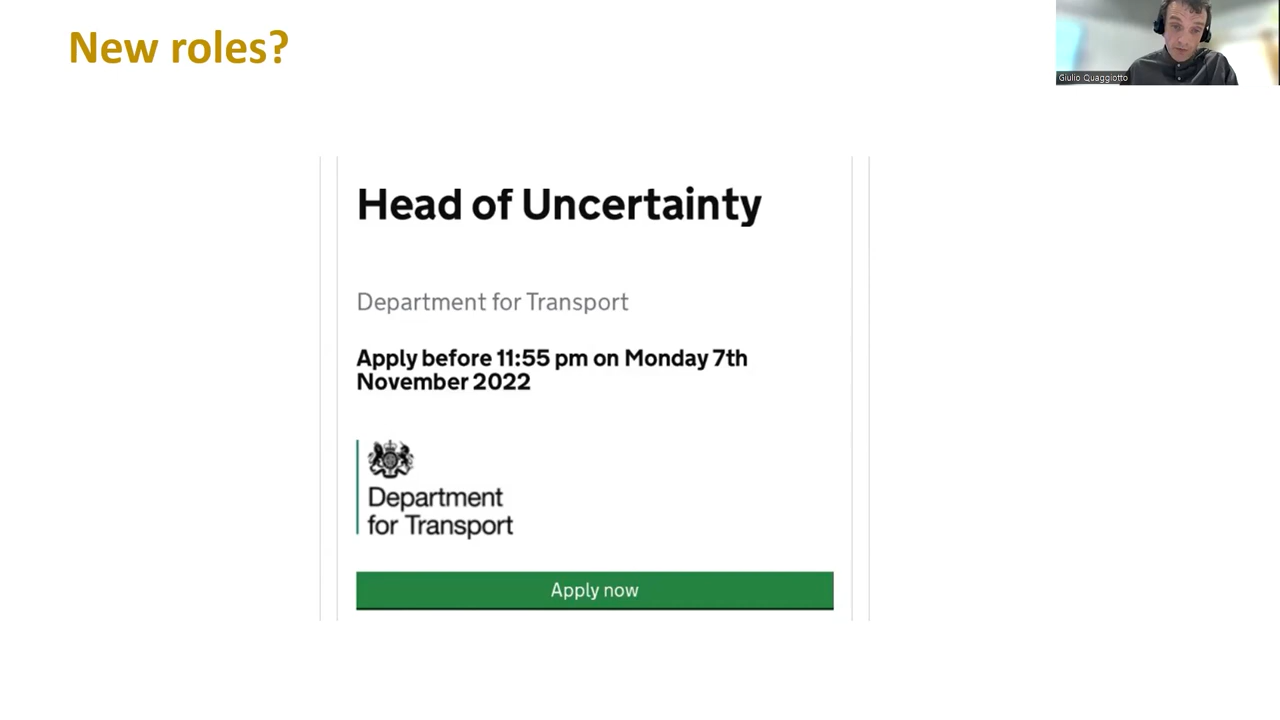 New roles?
Giulio Quaggiotto
Head of Uncertainty
Department for Transport
Apply before 11:55 pm on Monday 7th
November 2022
Department
for Transport
Apply now